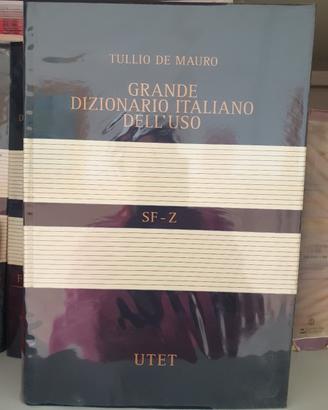 TULLIO DE MAURO
GRANDE
DIZIONARIO ITALIANO
DELL'USO
SF-Z
UTET